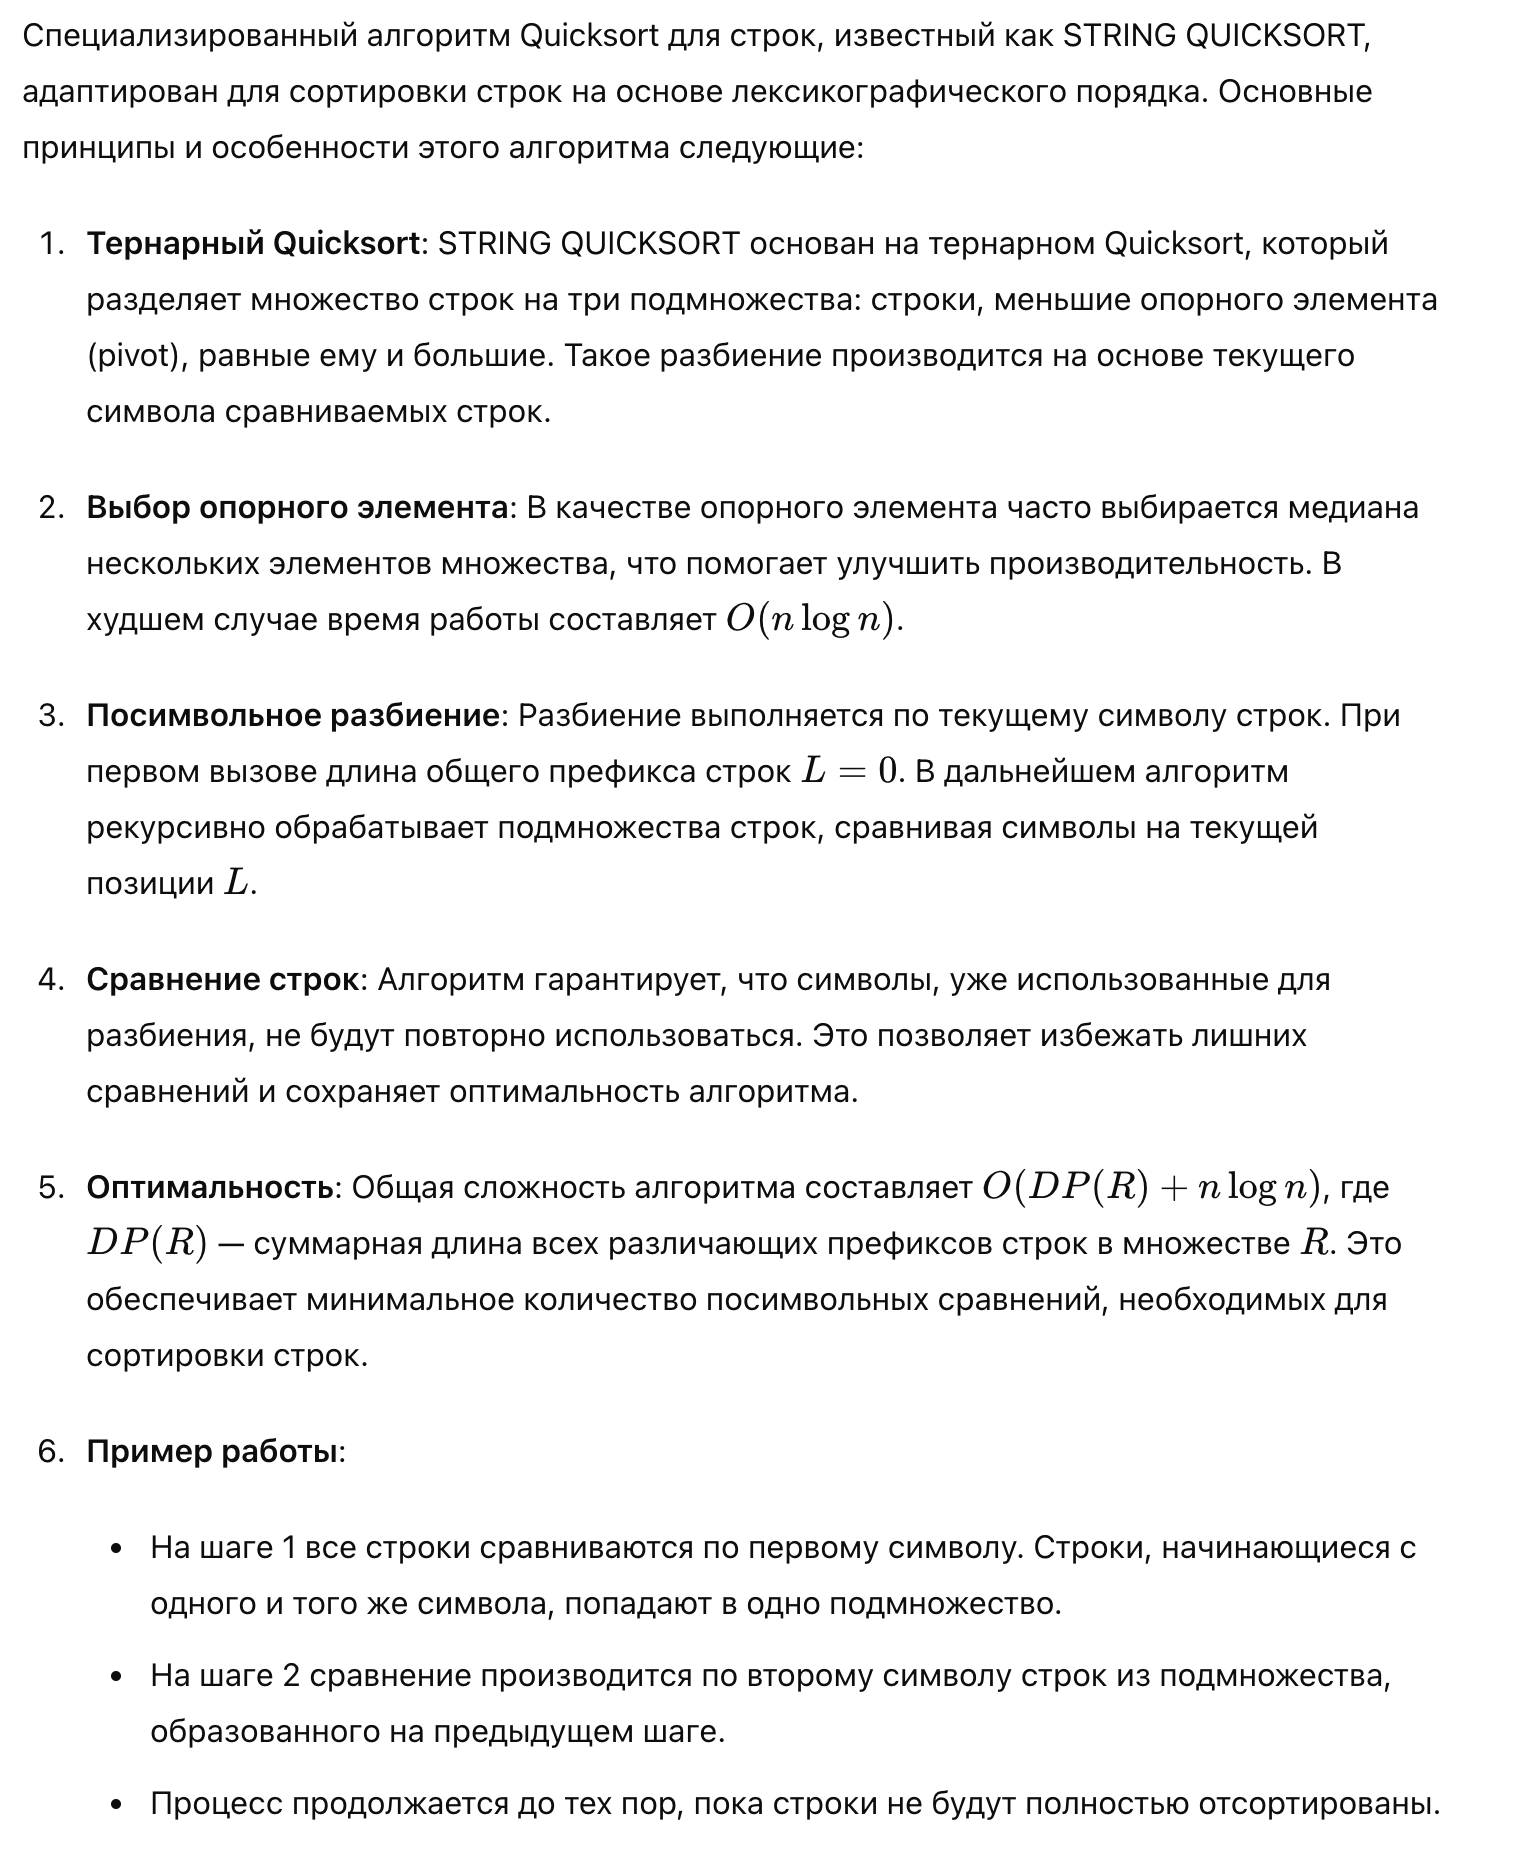 Специализированный алгоритм Quicksort для строк, известный как STRING QUICKSORT,
адаптирован для сортировки строк на основе лексикографического порядка. Основные
принципы и особенности этого алгоритма следующие:
1. Тернарный Quicksort: STRING QUICKSORT основан на тернарном Quicksort, который
разделяет множество строк на три подмножества: строки, меньшие опорного элемента
(pivot), равные ему и большие. Такое разбиение производится на основе текущего
символа сравниваемых строк.
2. Выбор опорного элемента: В качестве опорного элемента часто выбирается медиана
нескольких элементов множества, что помогает улучшить производительность. В
худшем случае время работы составляет O(n log n).
3. Посимвольное разбиение: Разбиение выполняется по текущему символу строк. При
первом вызове длина общего префикса строк L = 0. В дальнейшем алгоритм
рекурсивно обрабатывает подмножества строк, сравнивая символы на текущей
позиции L.
4. Сравнение строк: Алгоритм гарантирует, что символы, уже использованные для
разбиения, не будут повторно использоваться. Это позволяет избежать лишних
сравнений и сохраняет оптимальность алгоритма.
5. Оптимальность: Общая сложность алгоритма составляет O(DP(R) + n log n), где
DP(R) — суммарная длина всех различающих префиксов строк в множестве R. Это
обеспечивает минимальное количество посимвольных сравнений, необходимых для
сортировки строк.
6. Пример работы:
• На шаге 1 все строки сравниваются по первому символу. Строки, начинающиеся с
одного и того же символа, попадают в одно подмножество.
• На шаге 2 сравнение производится по второму символу строк из подмножества,
образованного на предыдущем шаге.
• Процесс продолжается до тех пор, пока строки не будут полностью отсортированы.